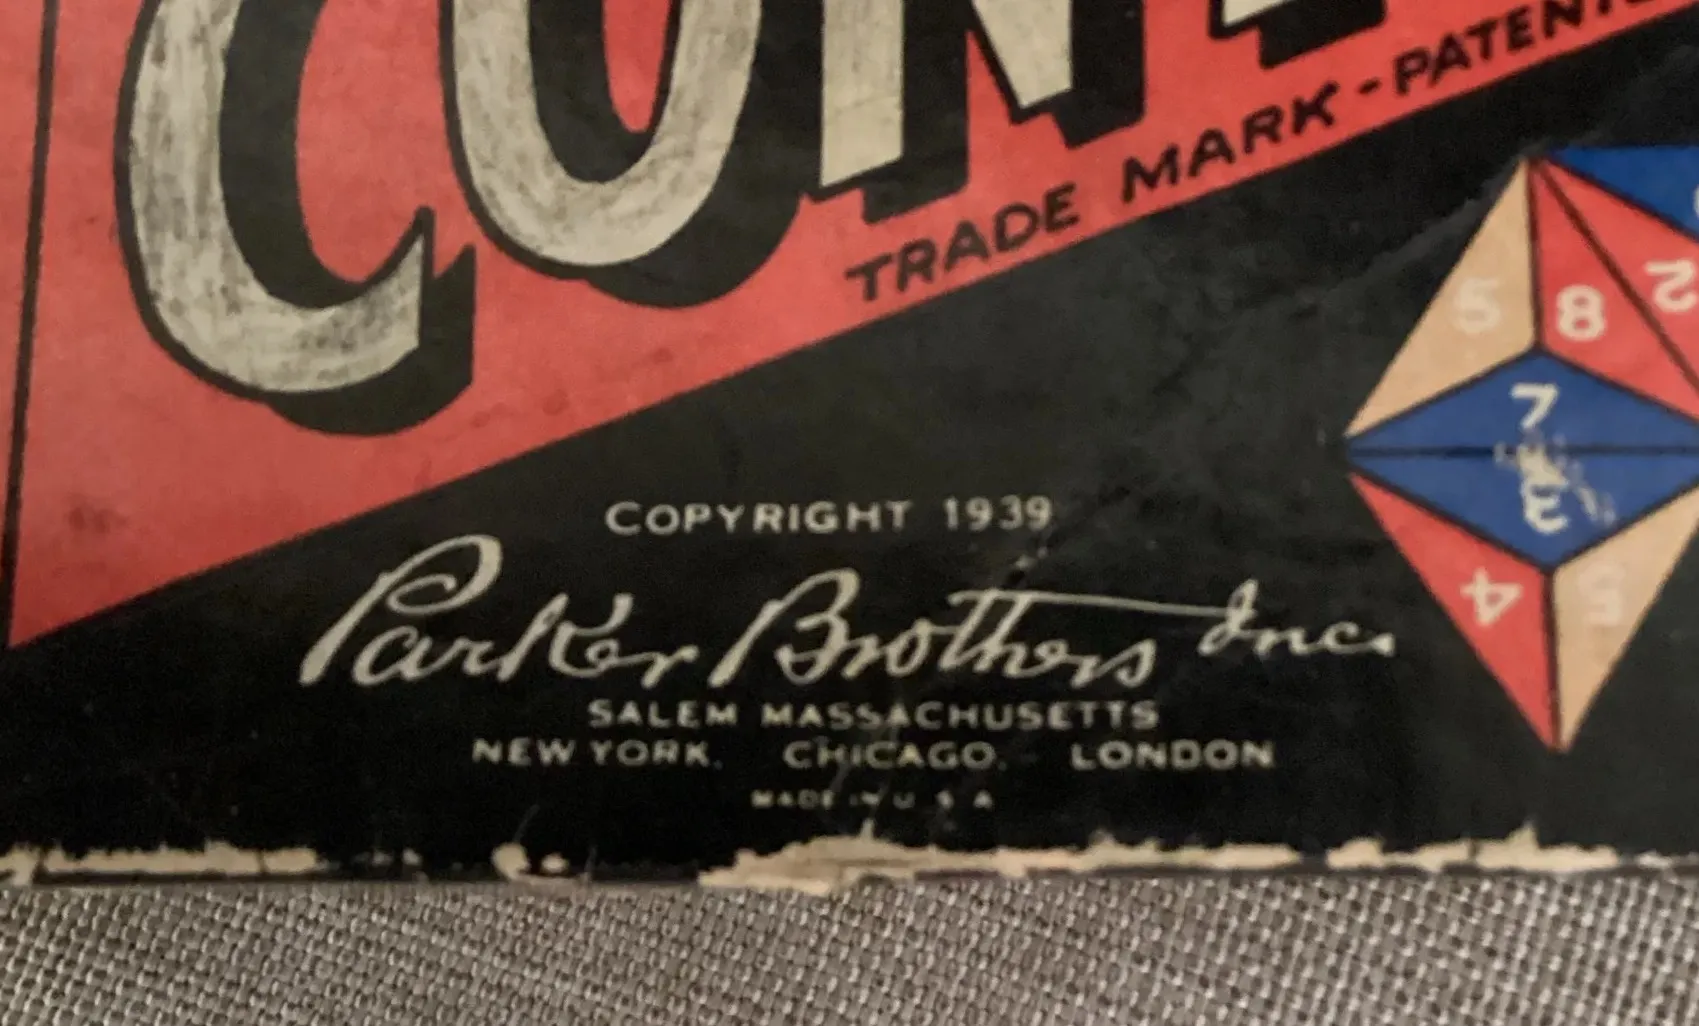 CON
TRADE MARK-PATENT
5 8 2
7
3
4 5
COPYRIGHT 1939
Parker Brothers Inc.
SALEM MASSACHUSETTS
NEW YORK, CHICAGO, LONDON
MADE IN U S A